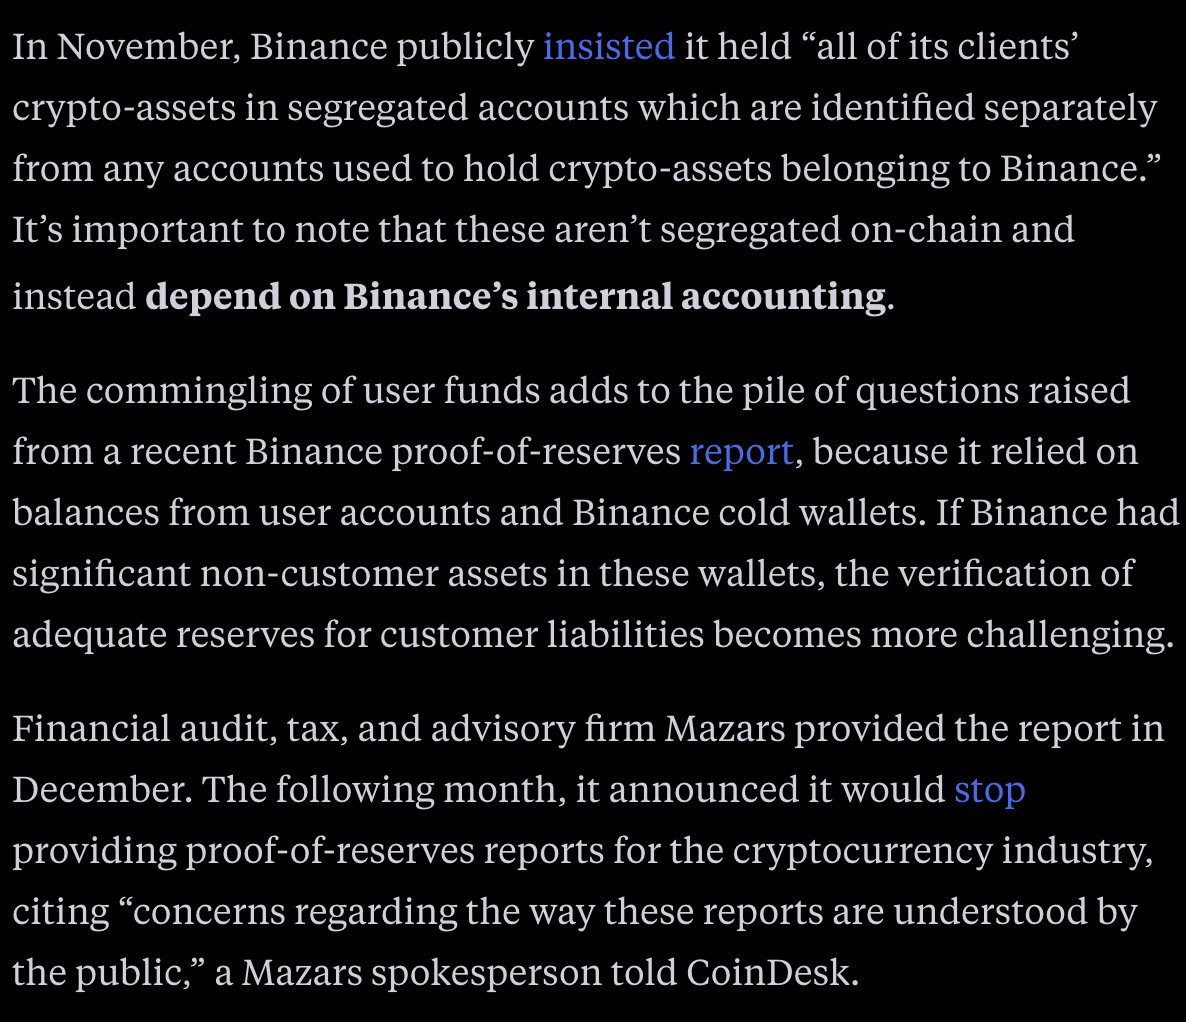 In November, Binance publicly insisted it held “all of its clients’
crypto-assets in segregated accounts which are identified separately
from any accounts used to hold crypto-assets belonging to Binance.”
It’s important to note that these aren’t segregated on-chain and
instead depend on Binance’s internal accounting.
The commingling of user funds adds to the pile of questions raised
from a recent Binance proof-of-reserves report, because it relied on
balances from user accounts and Binance cold wallets. If Binance had
significant non-customer assets in these wallets, the verification of
adequate reserves for customer liabilities becomes more challenging.
Financial audit, tax, and advisory firm Mazars provided the report in
December. The following month, it announced it would stop
providing proof-of-reserves reports for the cryptocurrency industry,
citing “concerns regarding the way these reports are understood by
the public,” a Mazars spokesperson told CoinDesk.